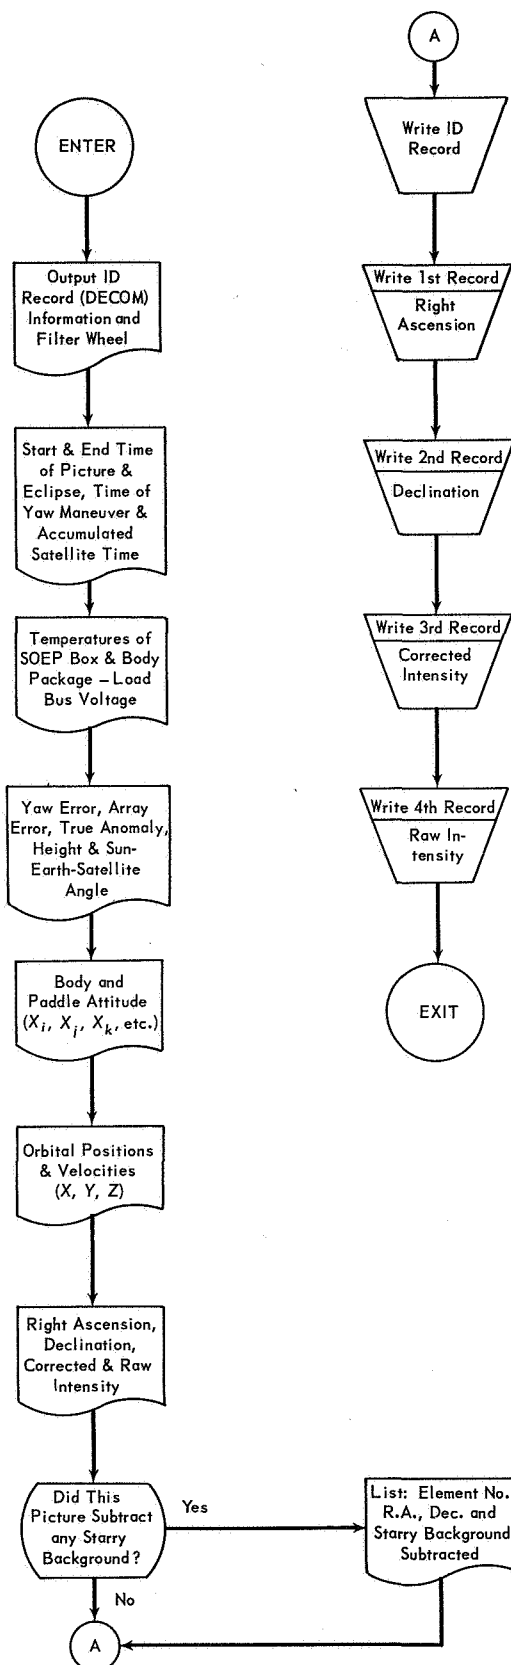 ENTER
Output ID
Record (DECOM)
Information and
Filter Wheel
Start & End Time
of Picture &
Eclipse, Time of
Yaw Maneuver &
Accumulated
Satellite Time
Temperatures of
SOEP Box & Body
Package – Load
Bus Voltage
Yaw Error, Array
Error, True Anomaly,
Height & Sun-
Earth-Satellite
Angle
Body and
Paddle Attitude
(Xi, Xj, Xk, etc.)
Orbital Positions
& Velocities
(X, Y, Z)
Right Ascension,
Declination,
Corrected & Raw
Intensity
Did This
Picture Subtract
any Starry
Background?
Yes
List: Element No.
R.A., Dec. and
Starry Background
Subtracted
No
A
A
Write ID
Record
Write 1st Record
Right
Ascension
Write 2nd Record
Declination
Write 3rd Record
Corrected
Intensity
Write 4th Record
Raw In-
tensity
EXIT